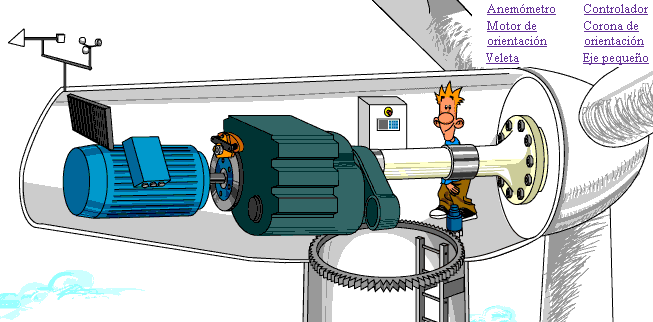 Anemómetro Controlador
Motor de Corona de
orientación orientación
Veleta Eje pequeño